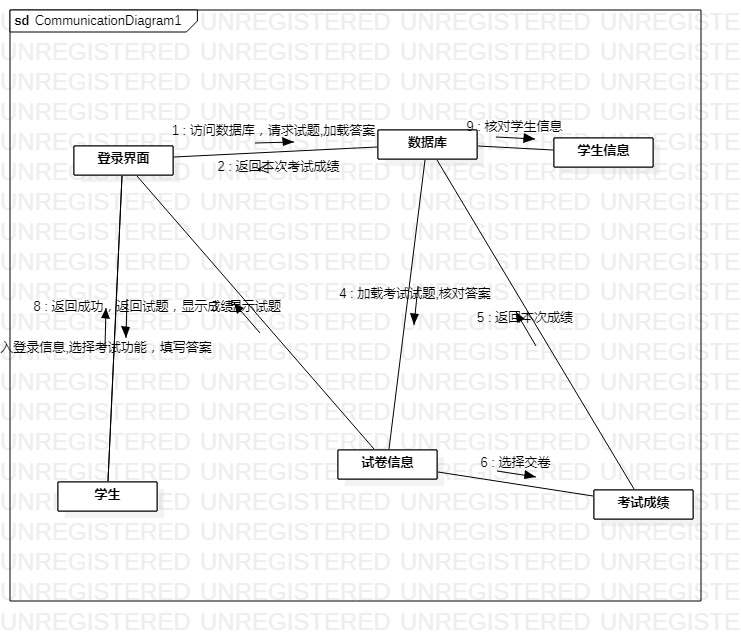 sd CommunicationDiagram1
1 : 访问数据库，请求试题,加载答案
9 : 核对学生信息
登录界面
数据库
学生信息
2 : 返回本次考试成绩
8 : 返回成功，返回试题，显示成绩
显示试题
4 : 加载考试试题,核对答案
5 : 返回本次成绩
入登录信息,选择考试功能，填写答案
试卷信息
6 : 选择交卷
学生
考试成绩
UNREGISTERED